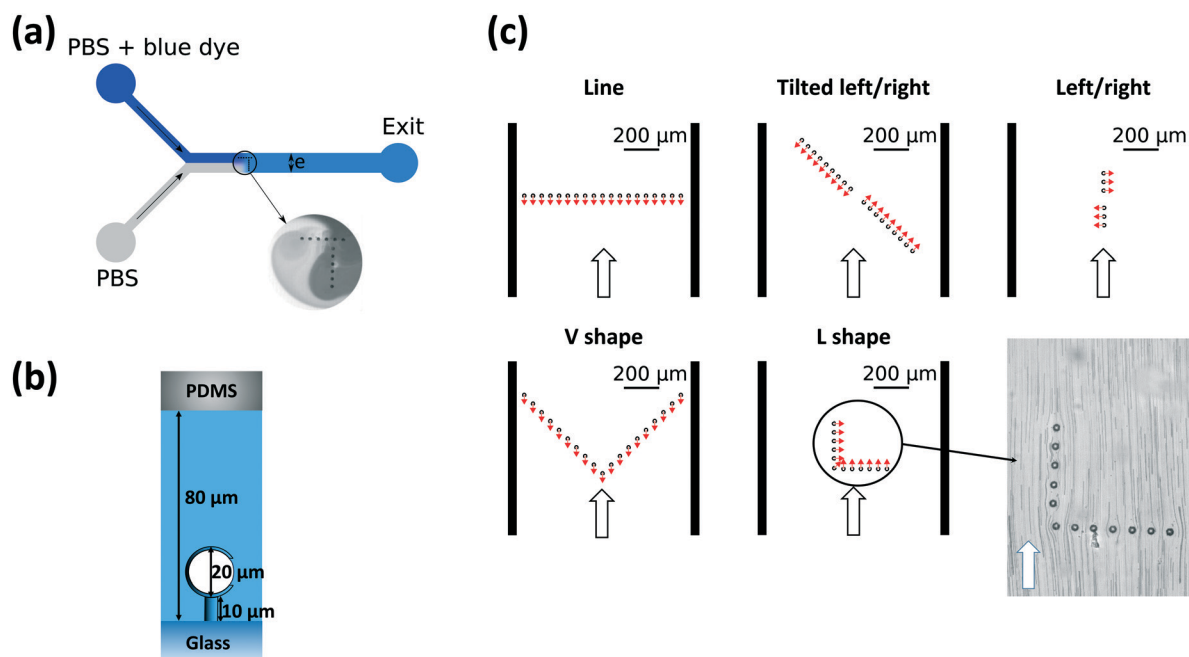 (a)
PBS + blue dye
Exit
e
PBS
(b)
PDMS
80 µm
20 µm
10 µm
Glass
(c)
Line
200 µm
Tilted left/right
200 µm
Left/right
200 µm
V shape
200 µm
L shape
200 µm